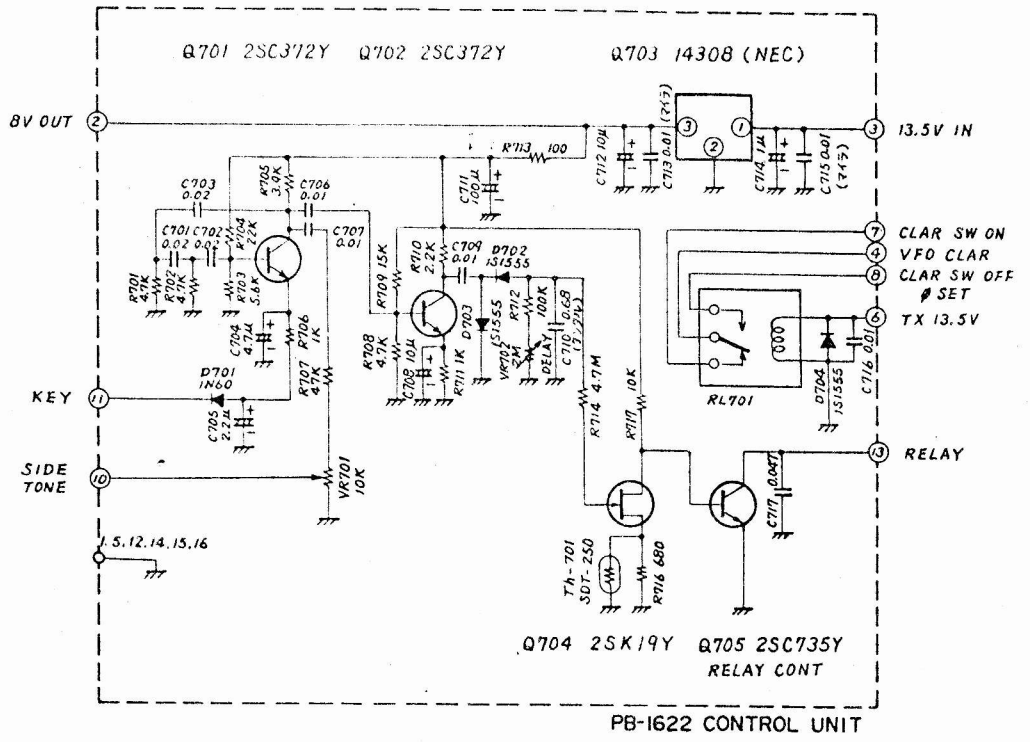 Q701 2SC372Y Q702 2SC372Y Q703 14308 (NEC)
8V OUT
2
3
2
1
3
13.5V IN
R713 100
C712 10μ
+
-
C713 0.01 (マイラ)
C714 1μ
+
-
C715 0.01 (マイラ)
C711 100μ
+
-
C703 0.02
R705 3.9K
C706 0.01
C701 0.02
C702 0.02
R704 22K
C707 0.01
R701 4.7K
R702 4.7K
R703 5.6K
C704 4.7μ
+
-
R706 1K
R707 47K
R709 15K
R710 2.2K
C709 0.01
D702 1S1555
R708 4.7K
C708 10μ
+
-
R711 1K
D703 1S1555
R712 100K
VR702 2M
DELAY
C710 0.68
R714 4.7M
R717 10K
7
CLAR SW ON
4
VFO CLAR
8
CLAR SW OFF
φ SET
6
TX 13.5V
RL701
D704 1S1555
C716 0.01
KEY
11
D701 1N60
C705 2.2μ
+
-
SIDE TONE
10
VR701 10K
13
RELAY
C717 0.047
1.5.12.14.15.16
Th-701 SDT-250
R716 680
Q704 2SK19Y Q705 2SC735Y
RELAY CONT
PB-1622 CONTROL UNIT